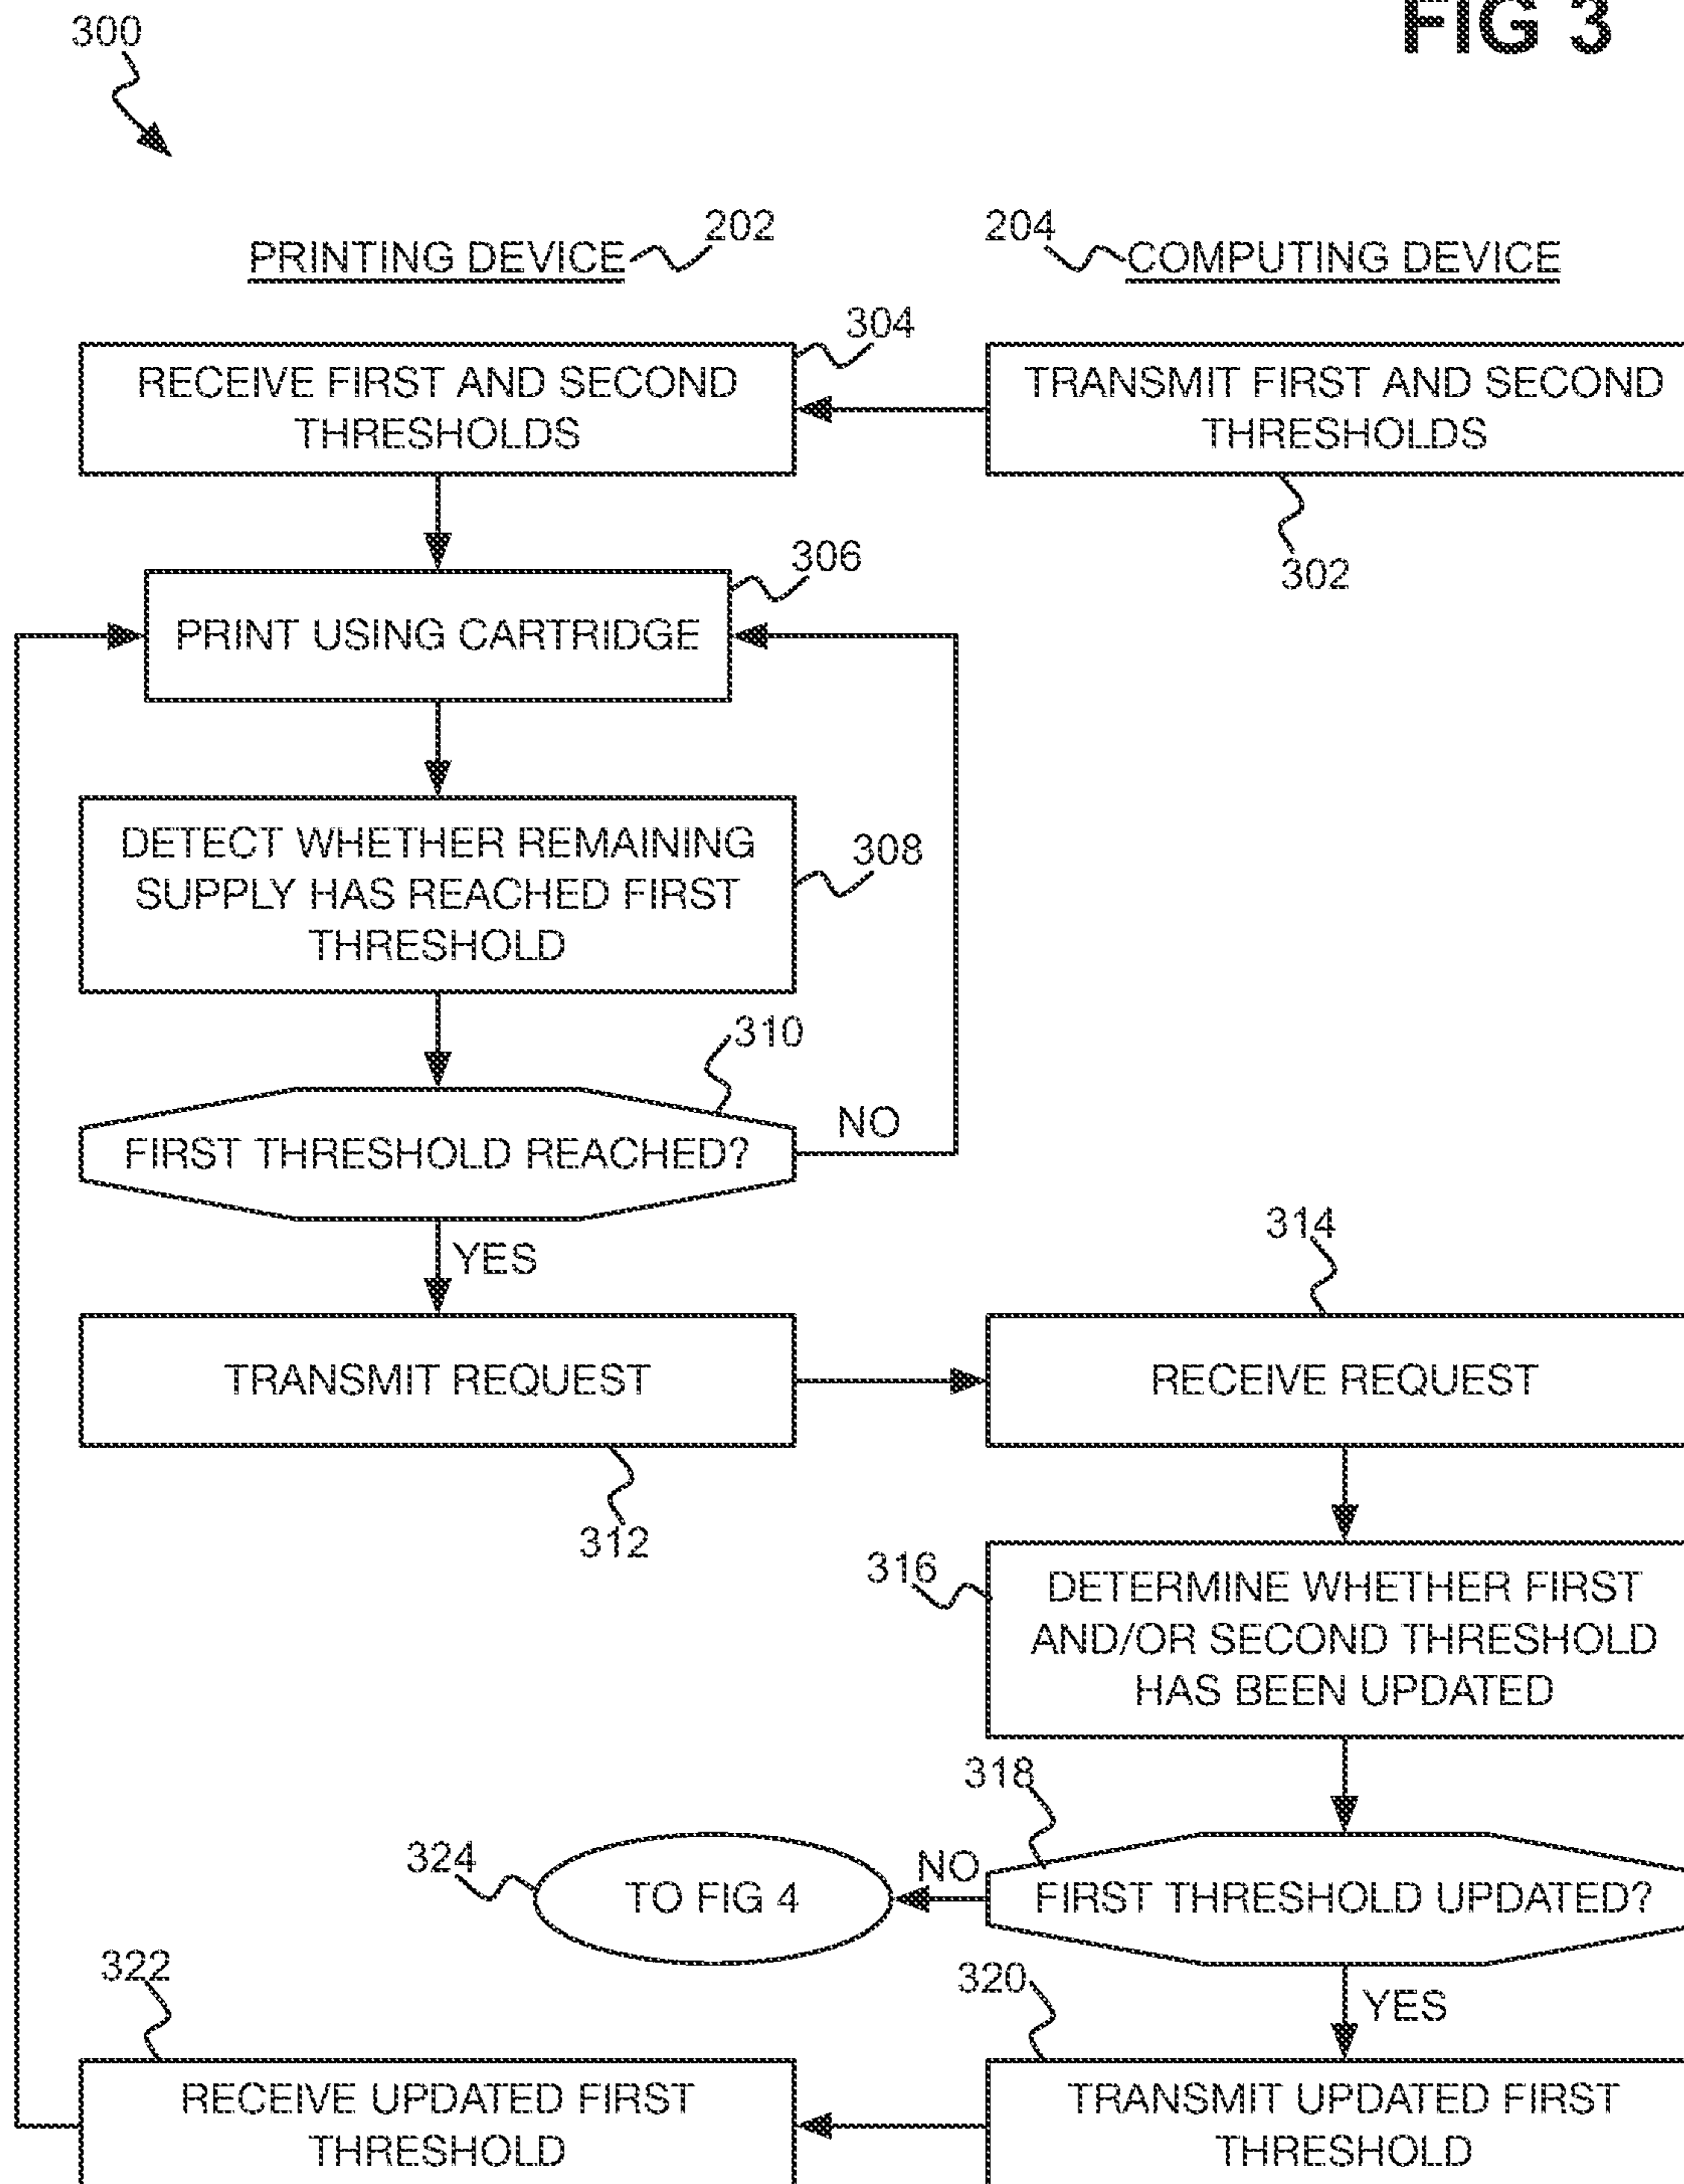 FIG 3
300
PRINTING DEVICE
202
204
COMPUTING DEVICE
304
RECEIVE FIRST AND SECOND
THRESHOLDS
TRANSMIT FIRST AND SECOND
THRESHOLDS
302
306
PRINT USING CARTRIDGE
DETECT WHETHER REMAINING
SUPPLY HAS REACHED FIRST
THRESHOLD
308
310
FIRST THRESHOLD REACHED?
NO
YES
314
TRANSMIT REQUEST
RECEIVE REQUEST
312
316
DETERMINE WHETHER FIRST
AND/OR SECOND THRESHOLD
HAS BEEN UPDATED
318
324
TO FIG 4
NO
FIRST THRESHOLD UPDATED?
YES
322
320
RECEIVE UPDATED FIRST
THRESHOLD
TRANSMIT UPDATED FIRST
THRESHOLD